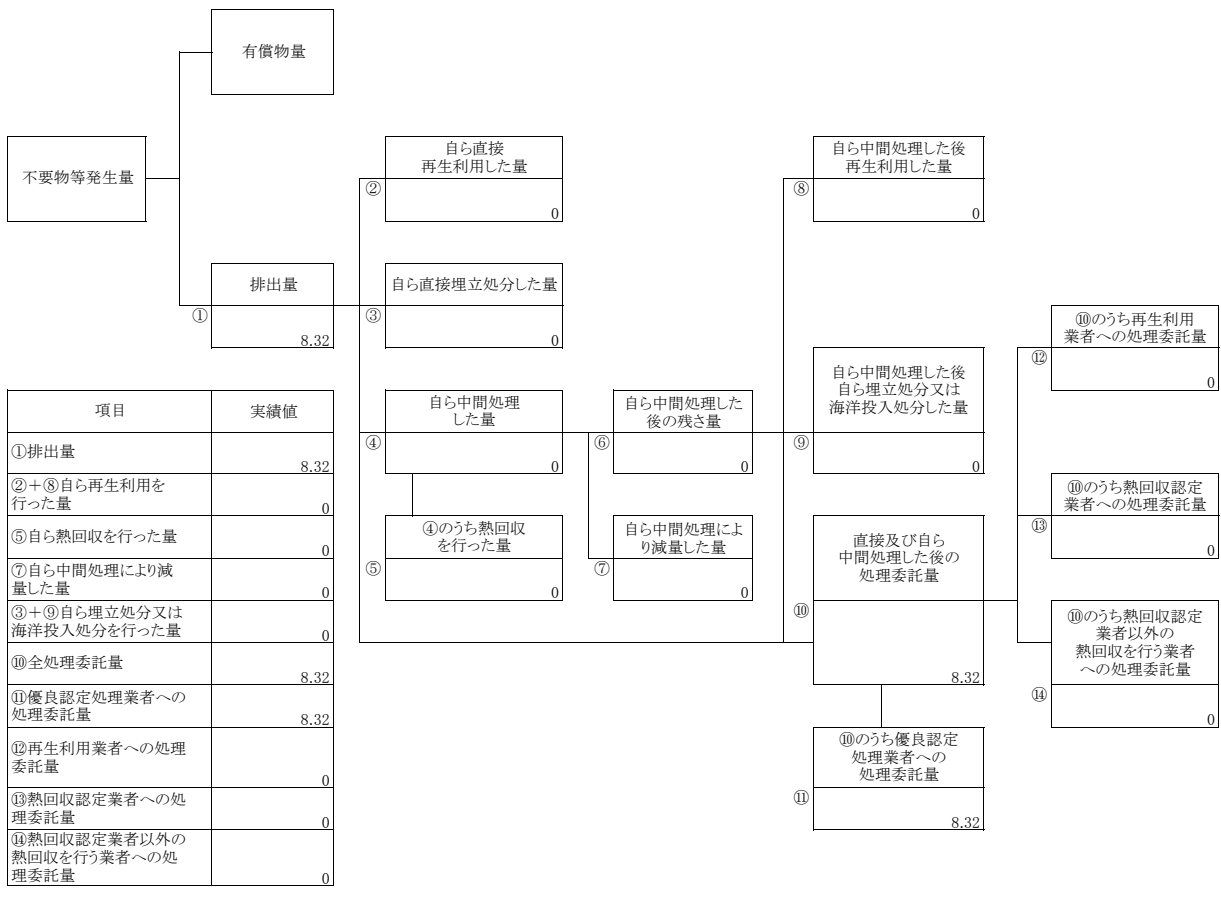 有償物量
不要物等発生量
排出量
①
8.32
自ら直接
再生利用した量
②
0
自ら直接埋立処分した量
③
0
自ら中間処理
した量
④
0
④のうち熱回収
を行った量
⑤
0
自ら中間処理した
後の残さ量
⑥
0
自ら中間処理によ
り減量した量
⑦
0
自ら中間処理した後
再生利用した量
⑧
0
自ら中間処理した後
自ら埋立処分又は
海洋投入処分した量
⑨
0
直接及び自ら
中間処理した後の
処理委託量
⑩
8.32
⑩のうち優良認定
処理業者への
処理委託量
⑪
8.32
⑩のうち再生利用
業者への処理委託量
⑫
0
⑩のうち熱回収認定
業者への処理委託量
⑬
0
⑩のうち熱回収認定
業者以外の
熱回収を行う業者
への処理委託量
⑭
0
項目 実績値
①排出量
8.32
②＋⑧自ら再生利用を
行った量
0
⑤自ら熱回収を行った量
0
⑦自ら中間処理により減
量した量
0
③＋⑨自ら埋立処分又は
海洋投入処分を行った量
0
⑩全処理委託量
8.32
⑪優良認定処理業者への
処理委託量
8.32
⑫再生利用業者への処理
委託量
0
⑬熱回収認定業者への処
理委託量
0
⑭熱回収認定業者以外の
熱回収を行う業者への処
理委託量
0